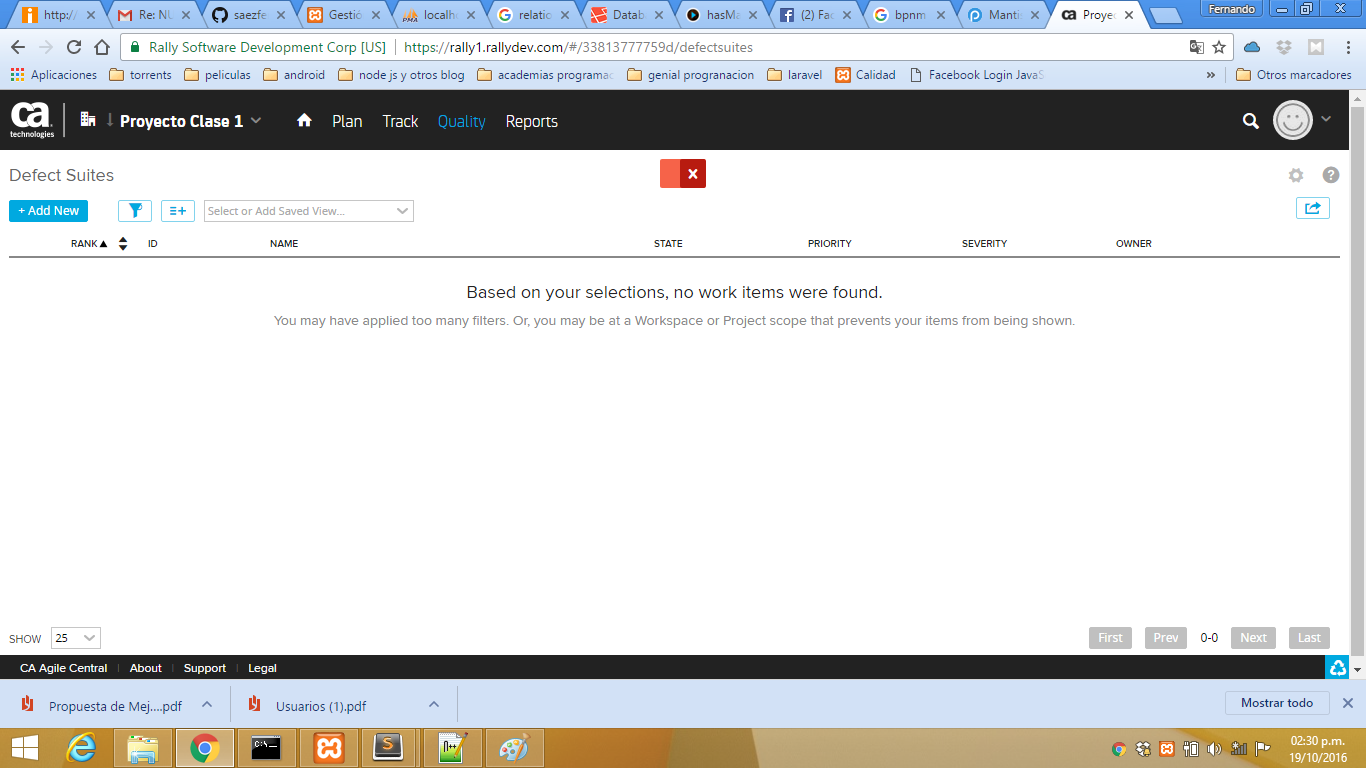 http:// Re: NU saezfe Gestió localh relatio Datab hasMa (2) Fac bpnm Manti Proye Fernando
Rally Software Development Corp [US] https://rally1.rallydev.com/#/33813777759d/defectsuites
Aplicaciones torrents peliculas android node js y otros blog academias programac genial progranacion laravel Calidad Facebook Login JavaS » Otros marcadores
ca technologies Proyecto Clase 1 Plan Track Quality Reports
Defect Suites
+ Add New Select or Add Saved View...
RANK ID NAME STATE PRIORITY SEVERITY OWNER
Based on your selections, no work items were found.
You may have applied too many filters. Or, you may be at a Workspace or Project scope that prevents your items from being shown.
SHOW 25 First Prev 0-0 Next Last
CA Agile Central About Support Legal
Propuesta de Mej....pdf Usuarios (1).pdf Mostrar todo
02:30 p.m.
19/10/2016